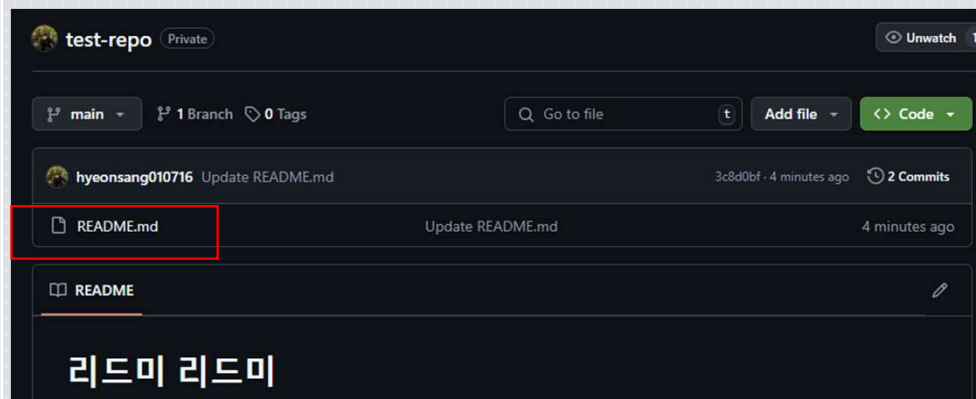 test-repo Private Unwatch 1
main 1 Branch 0 Tags Go to file t Add file Code
hyeonsang010716 Update README.md 3c8d0bf · 4 minutes ago 2 Commits
README.md Update README.md 4 minutes ago
README
리드미 리드미